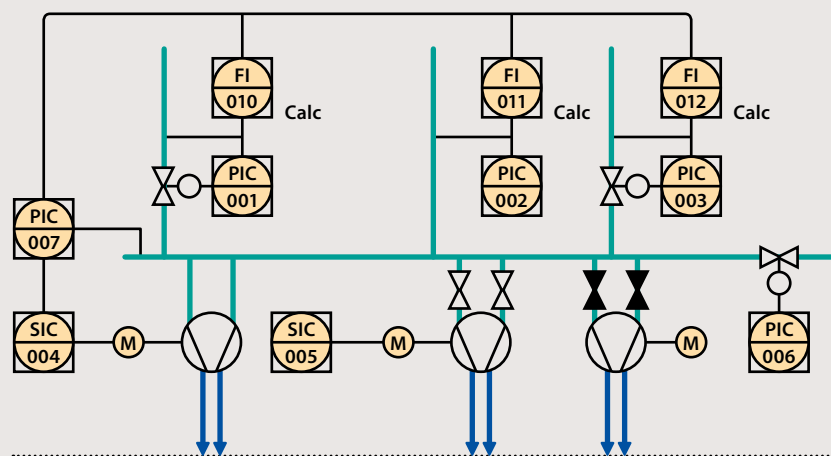 FI
010
Calc
FI
011
Calc
FI
012
Calc
PIC
001
PIC
002
PIC
003
PIC
007
SIC
004
M
SIC
005
M
M
PIC
006